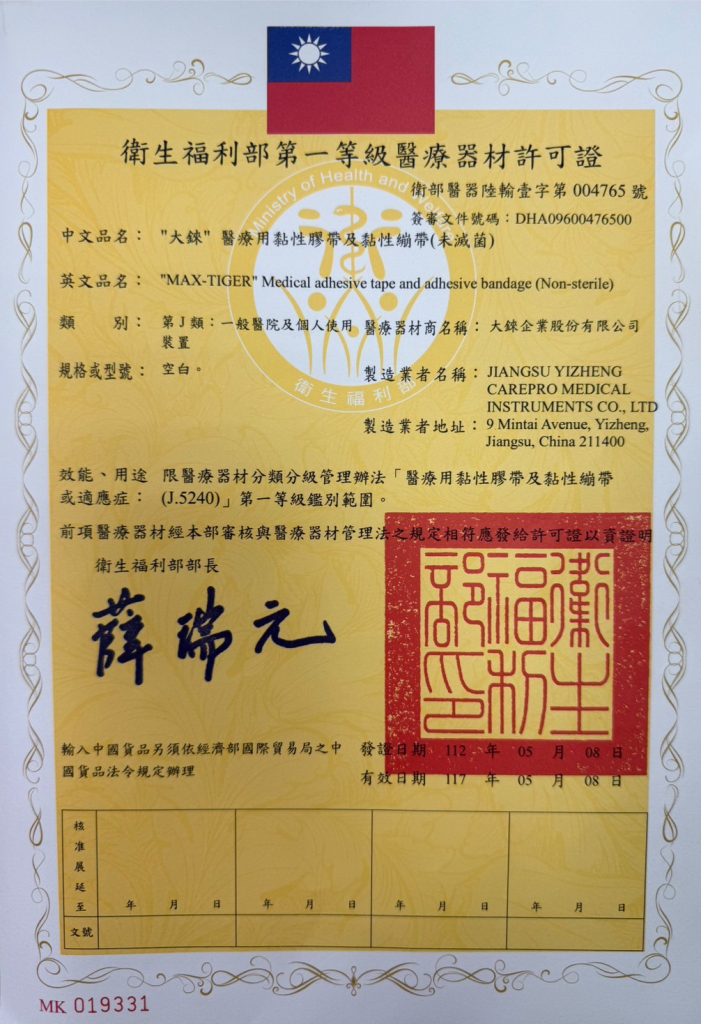 衛生福利部第一等級醫療器材許可證
衛部醫器陸輸壹字第 004765 號
簽審文件號碼：DHA09600476500
Ministry of Health and Welfare
中文品名： "大鋉" 醫療用黏性膠帶及黏性繃帶(未滅菌)
英文品名： "MAX-TIGER" Medical adhesive tape and adhesive bandage (Non-sterile)
類　　別： 第 J 類：一般醫院及個人使用 醫療器材商名稱： 大鋉企業股份有限公司
裝置
規格或型號： 空白。 製造業者名稱： JIANGSU YIZHENG
CAREPRO MEDICAL
INSTRUMENTS CO., LTD
衛生福利部
製造業者地址： 9 Mintai Avenue, Yizheng,
Jiangsu, China 211400
效能、用途 限醫療器材分類分級管理辦法「醫療用黏性膠帶及黏性繃帶
或適應症： (J.5240)」第一等級鑑別範圍。
前項醫療器材經本部審核與醫療器材管理法之規定相符應發給許可證以資證明
衛生福利部部長
薛瑞元
衛生福利部印
輸入中國貨品另須依經濟部國際貿易局之中 發證日期 112 年 05 月 08 日
國貨品法令規定辦理 有效日期 117 年 05 月 08 日
核准展延至 年 月 日 年 月 日 年 月 日 年 月 日
文號
MK 019331